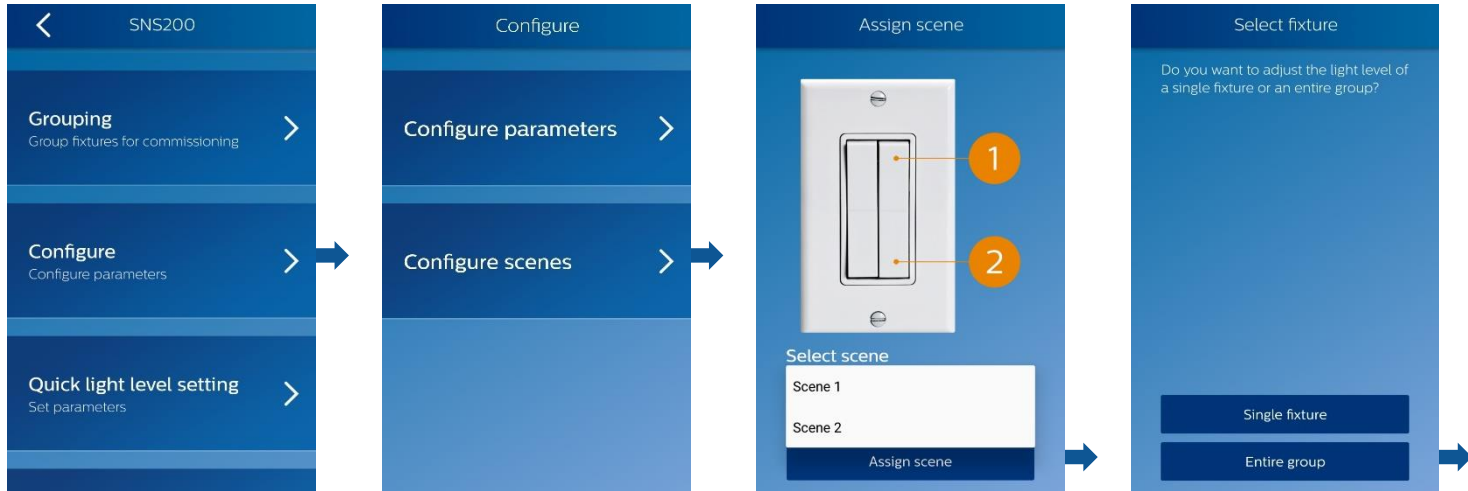 SNS200
Grouping
Group fixtures for commissioning
Configure
Configure parameters
Quick light level setting
Set parameters
Configure
Configure parameters
Configure scenes
Assign scene
1
2
Select scene
Scene 1
Scene 2
Assign scene
Select fixture
Do you want to adjust the light level of
a single fixture or an entire group?
Single fixture
Entire group